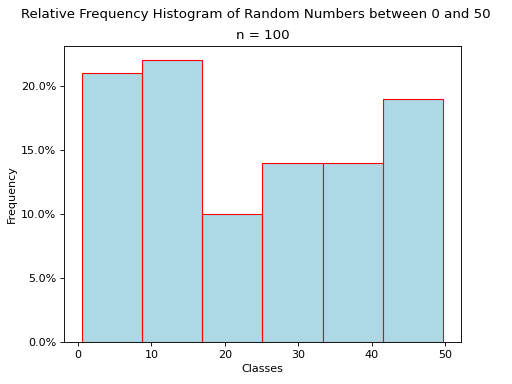 Relative Frequency Histogram of Random Numbers between 0 and 50
n = 100
20.0%
15.0%
10.0%
5.0%
0.0%
Frequency
0 10 20 30 40 50
Classes